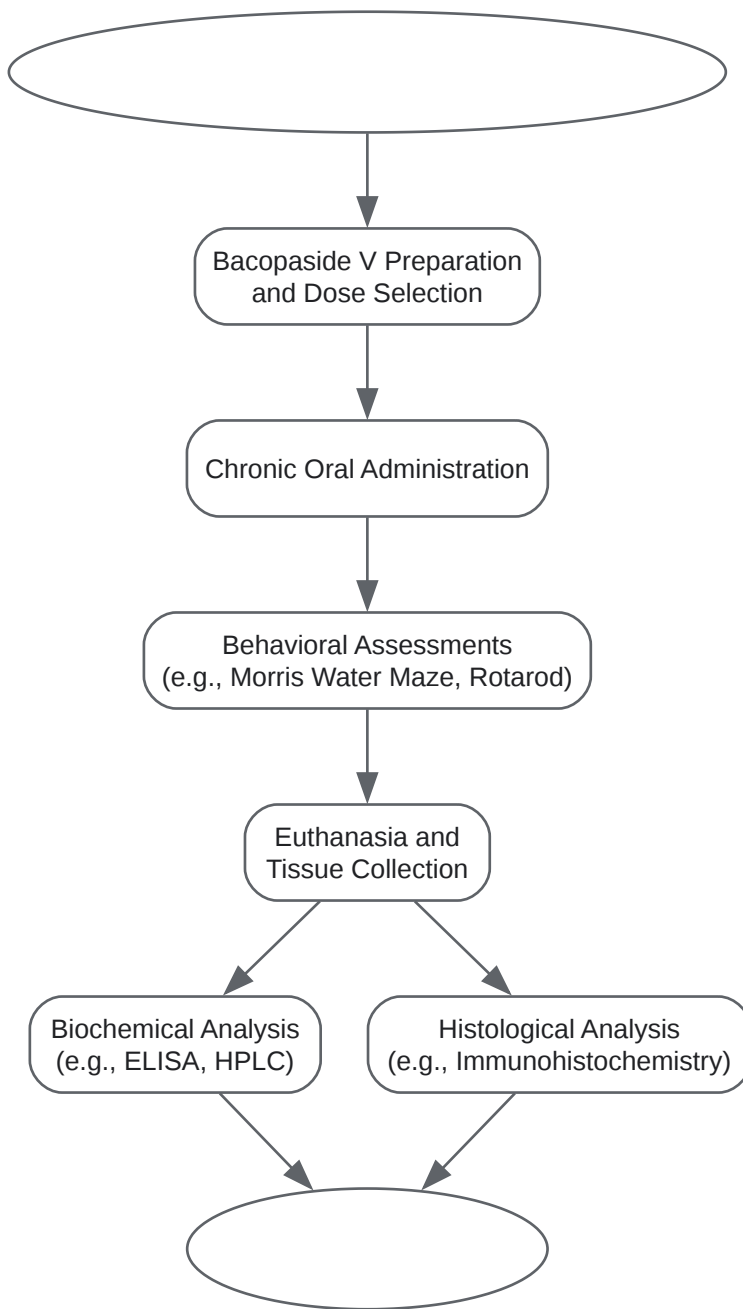 Bacopaside V Preparation
and Dose Selection
Chronic Oral Administration
Behavioral Assessments
(e.g., Morris Water Maze, Rotarod)
Euthanasia and
Tissue Collection
Biochemical Analysis
(e.g., ELISA, HPLC)
Histological Analysis
(e.g., Immunohistochemistry)